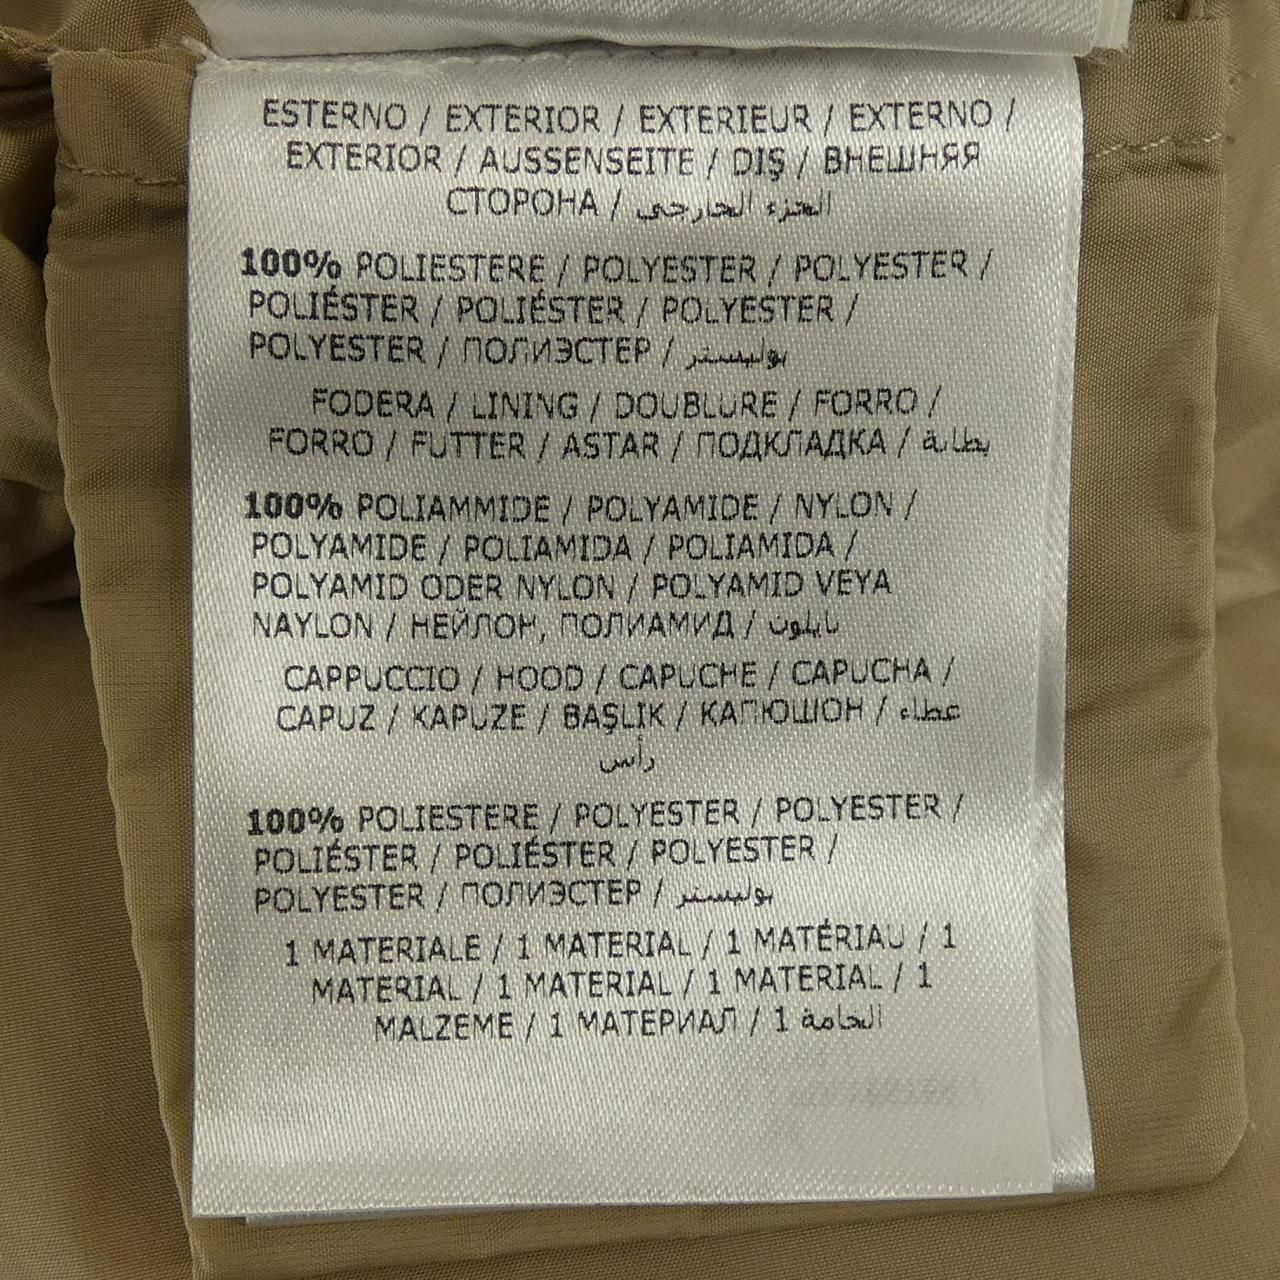 ESTERNO / EXTERIOR / EXTERIEUR / EXTERNO /
EXTERIOR / AUSSENSEITE / DIŞ / ВНЕШНЯЯ
СТОРОНА / الجزء الخارجي
100% POLIESTERE / POLYESTER / POLYESTER /
POLIÉSTER / POLIÉSTER / POLYESTER /
POLYESTER / ПОЛИЭСТЕР / بوليستر
FODERA / LINING / DOUBLURE / FORRO /
FORRO / FUTTER / ASTAR / ПОДКЛАДКА / بطانة
100% POLIAMMIDE / POLYAMIDE / NYLON /
POLYAMIDE / POLIAMIDA / POLIAMIDA /
POLYAMID ODER NYLON / POLYAMID VEYA
NAYLON / НЕЙЛОН, ПОЛИАМИД / نايلون
CAPPUCCIO / HOOD / CAPUCHE / CAPUCHA /
CAPUZ / KAPUZE / BAŞLIK / КАПЮШОН / غطاء
رأس
100% POLIESTERE / POLYESTER / POLYESTER /
POLIÉSTER / POLIÉSTER / POLYESTER /
POLYESTER / ПОЛИЭСТЕР / بوليستر
1 MATERIALE / 1 MATERIAL / 1 MATÉRIAU / 1
MATERIAL / 1 MATERIAL / 1 MATERIAL / 1
MALZEME / 1 МАТЕРИАЛ / 1 الخامة